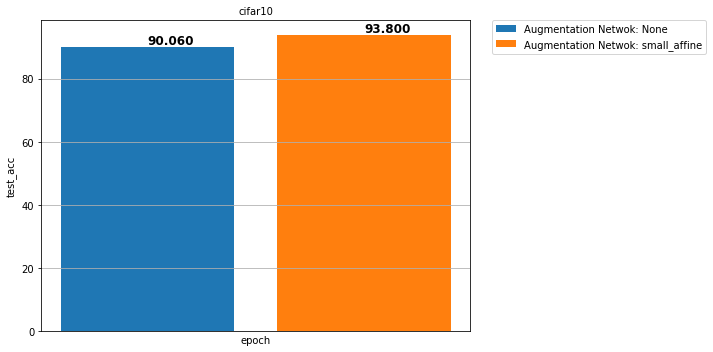 cifar10
90.060
93.800
Augmentation Netwok: None
Augmentation Netwok: small_affine
test_acc
80
60
40
20
0
epoch